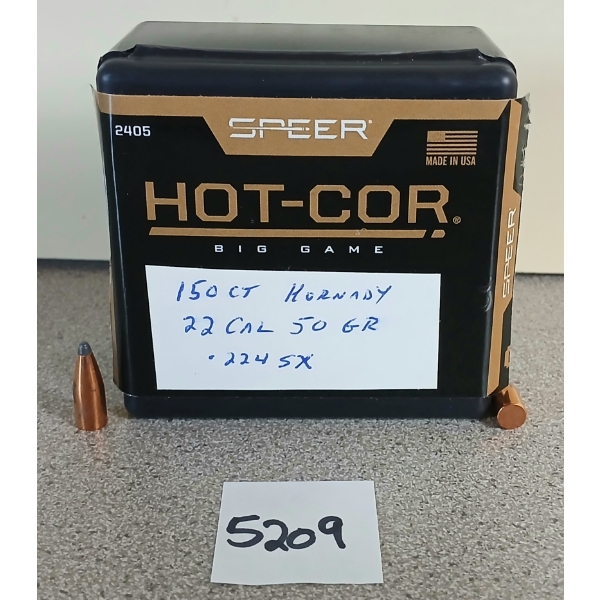 2405
SPEER®
MADE IN USA
HOT-COR®
BIG GAME
SPEER
150 CT HORNADY
22 CAL 50 GR
.224 SX
5209